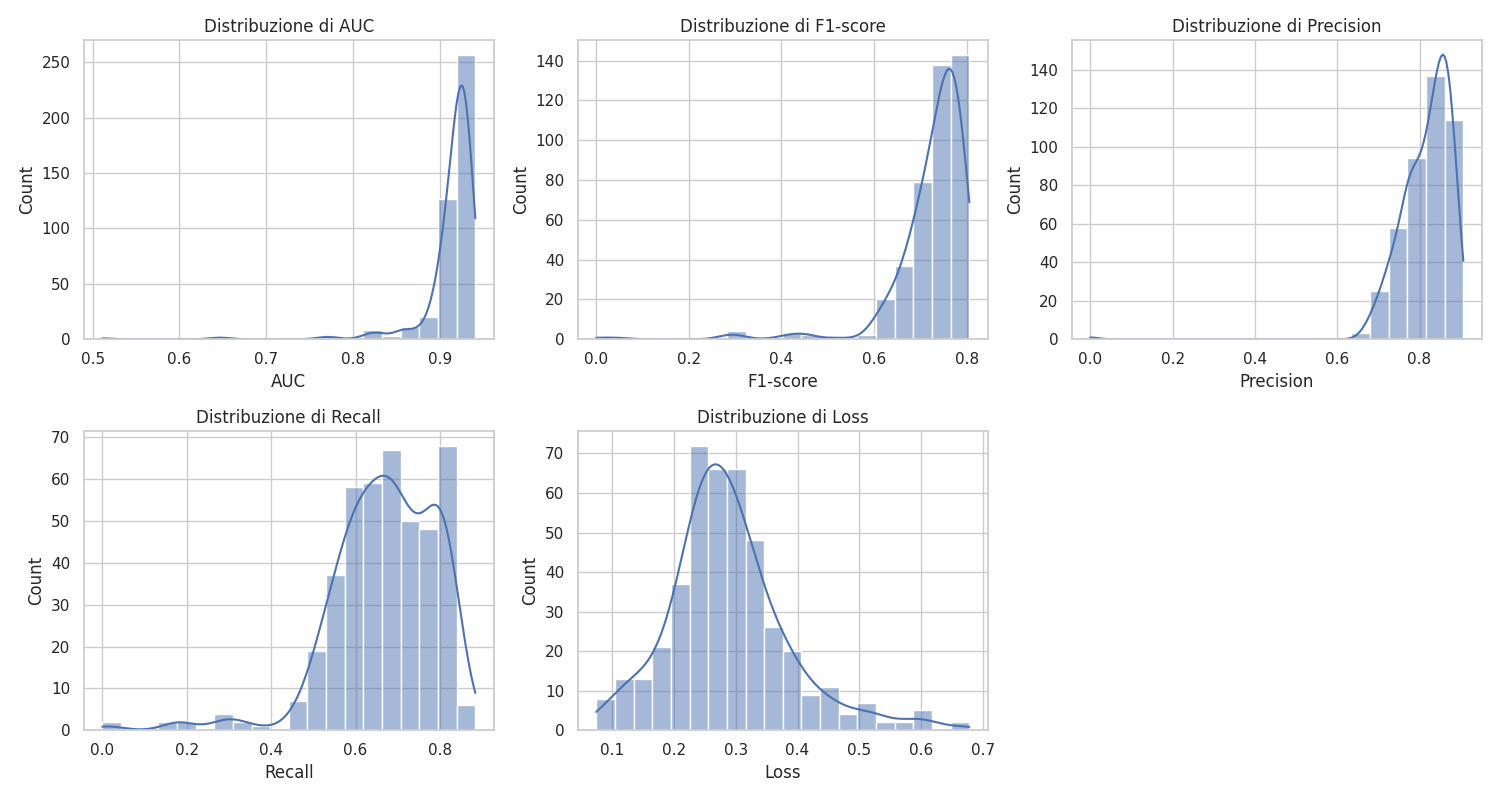 Distribuzione di AUC
250
200
150
100
50
0
Count
0.5 0.6 0.7 0.8 0.9
AUC
Distribuzione di F1-score
140
120
100
80
60
40
20
0
Count
0.0 0.2 0.4 0.6 0.8
F1-score
Distribuzione di Precision
140
120
100
80
60
40
20
0
Count
0.0 0.2 0.4 0.6 0.8
Precision
Distribuzione di Recall
70
60
50
40
30
20
10
0
Count
0.0 0.2 0.4 0.6 0.8
Recall
Distribuzione di Loss
70
60
50
40
30
20
10
0
Count
0.1 0.2 0.3 0.4 0.5 0.6 0.7
Loss